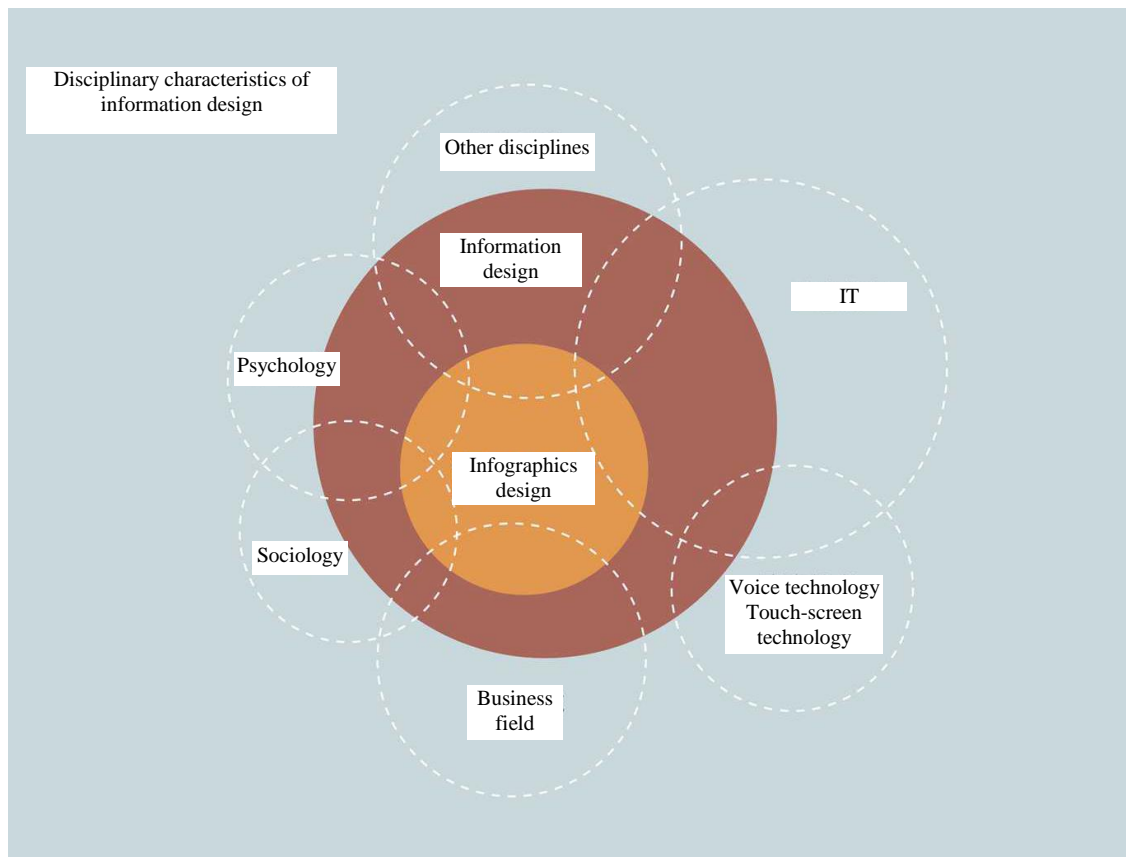 Disciplinary characteristics of
information design
Other disciplines
Information
design
IT
Psychology
Infographics
design
Sociology
Voice technology
Touch-screen
technology
Business
field